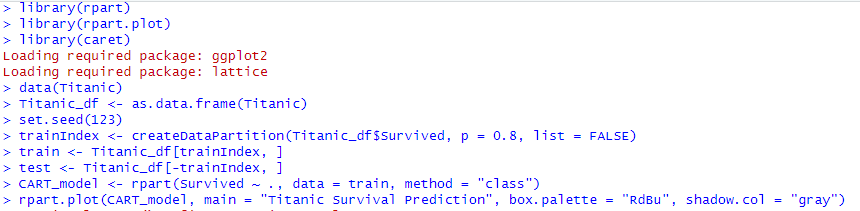 > library(rpart)
> library(rpart.plot)
> library(caret)
Loading required package: ggplot2
Loading required package: lattice
> data(Titanic)
> Titanic_df <- as.data.frame(Titanic)
> set.seed(123)
> trainIndex <- createDataPartition(Titanic_df$Survived, p = 0.8, list = FALSE)
> train <- Titanic_df[trainIndex, ]
> test <- Titanic_df[-trainIndex, ]
> CART_model <- rpart(Survived ~ ., data = train, method = "class")
> rpart.plot(CART_model, main = "Titanic Survival Prediction", box.palette = "RdBu", shadow.col = "gray")